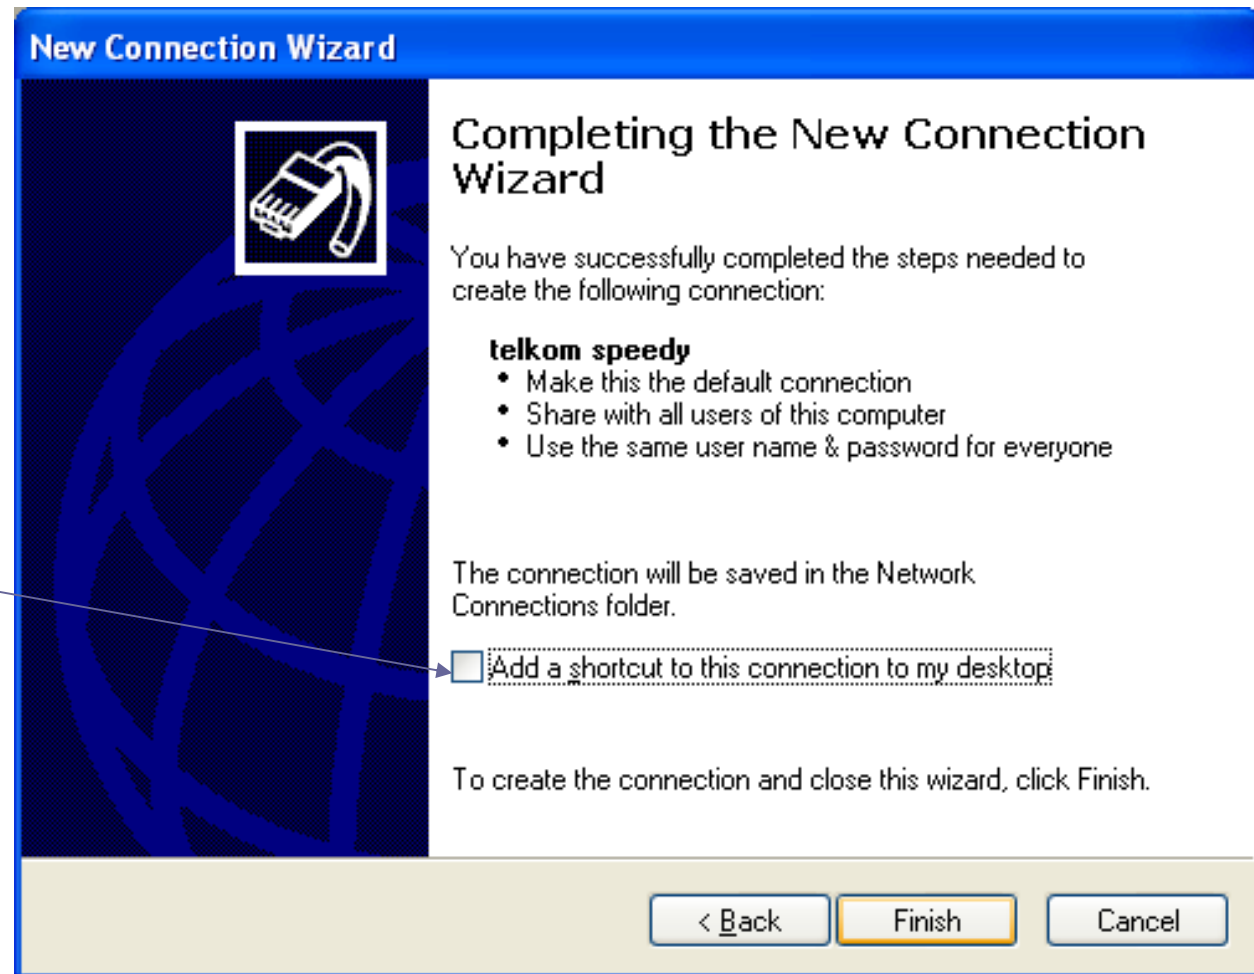 New Connection Wizard
Completing the New Connection
Wizard
You have successfully completed the steps needed to
create the following connection:
telkom speedy
• Make this the default connection
• Share with all users of this computer
• Use the same user name & password for everyone
The connection will be saved in the Network
Connections folder.
Add a shortcut to this connection to my desktop
To create the connection and close this wizard, click Finish.
< Back Finish Cancel